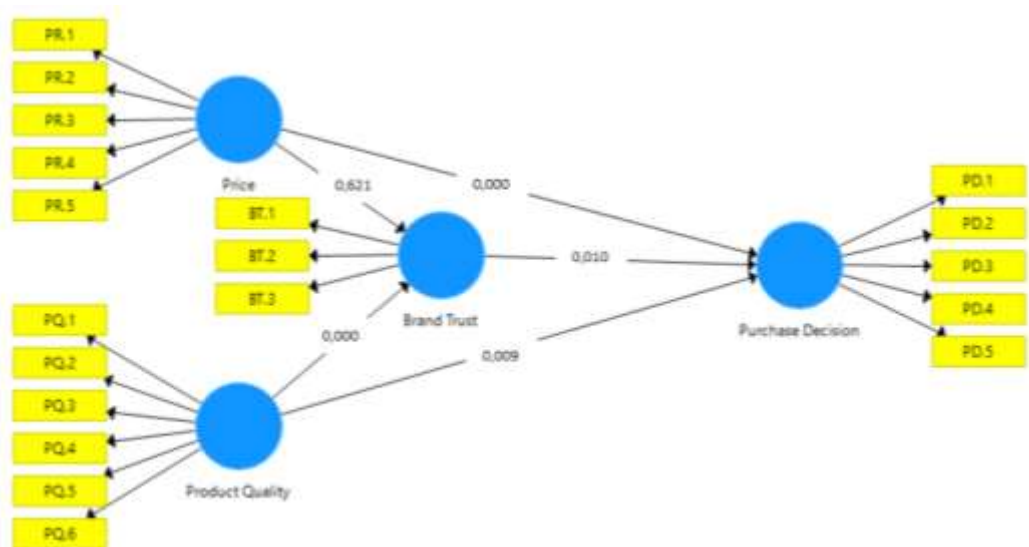 PR.1
PR.2
PR.3
PR.4
PR.5
Price
0,621
0,000
BT.1
BT.2
BT.3
Brand Trust
0,010
Purchase Decision
PD.1
PD.2
PD.3
PD.4
PD.5
PQ.1
PQ.2
PQ.3
PQ.4
PQ.5
PQ.6
0,000
0,009
Product Quality